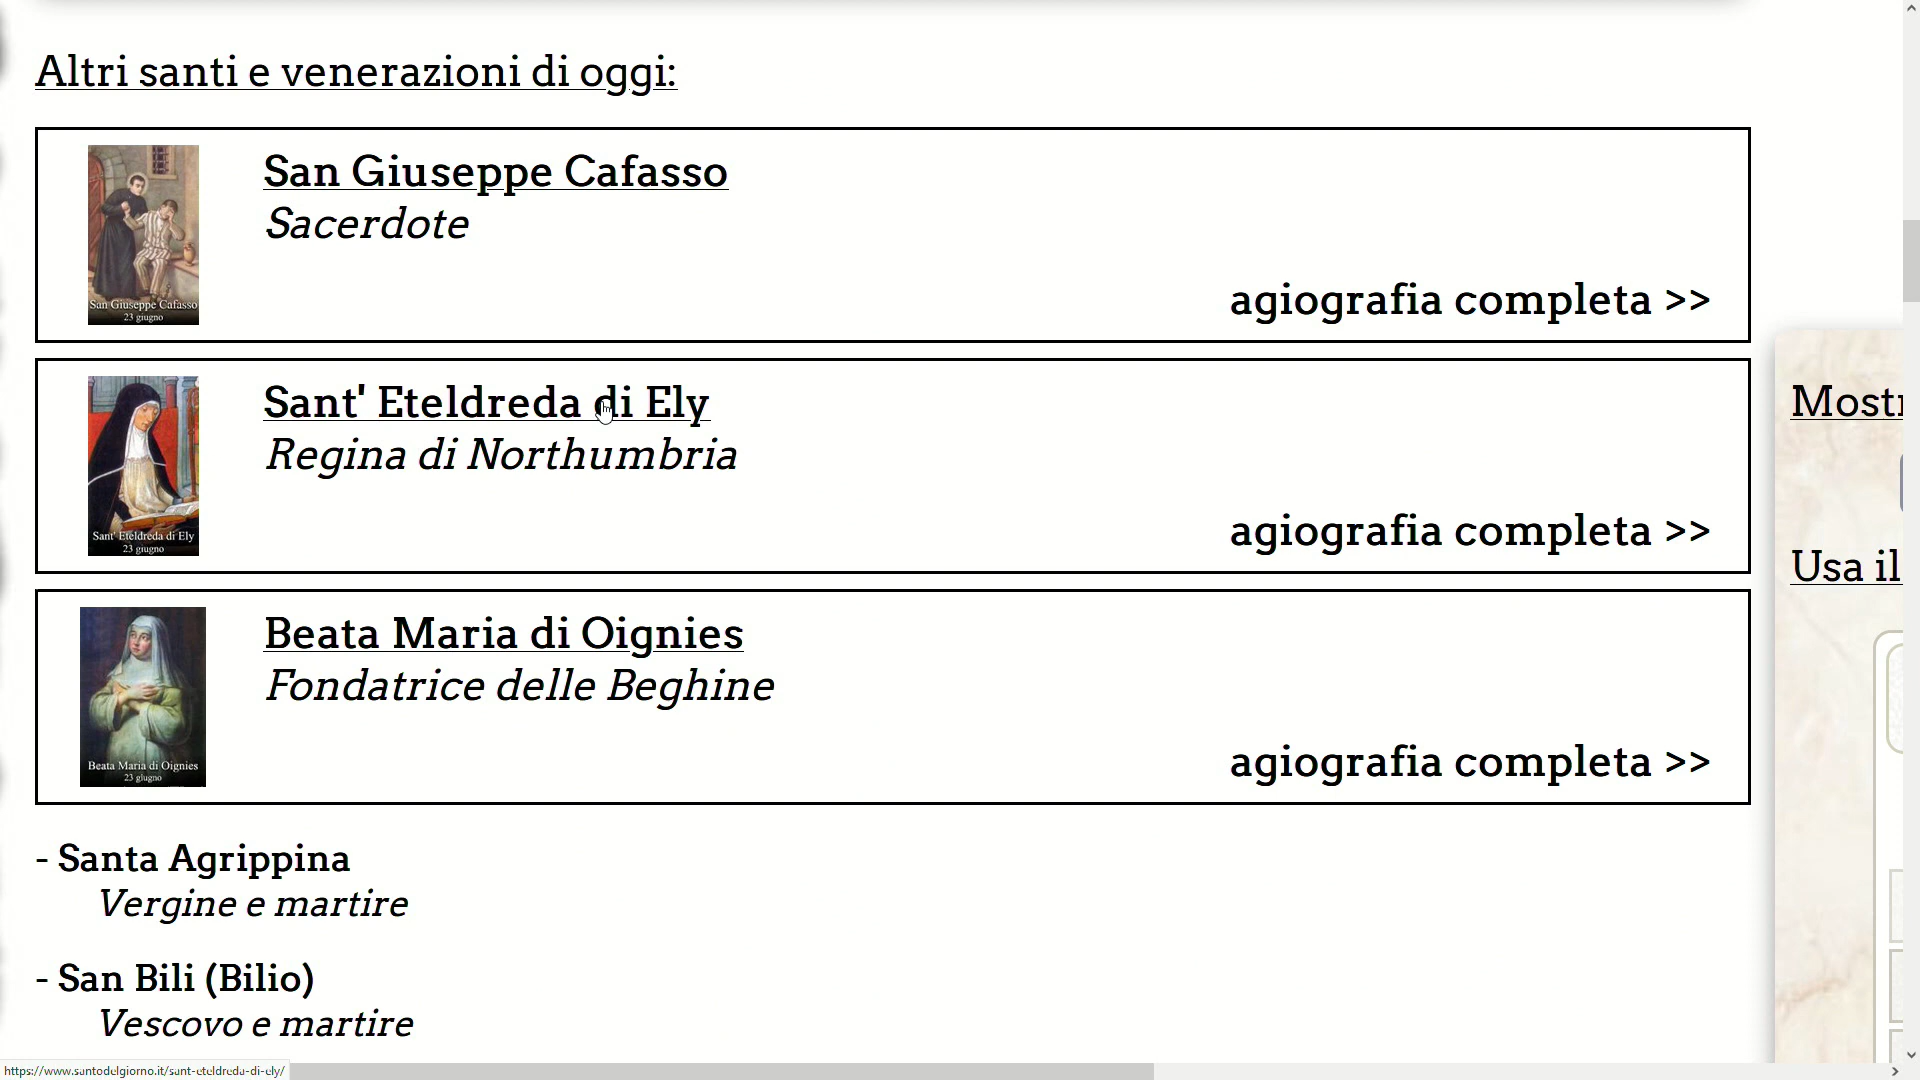 Altri santi e venerazioni di oggi:
San Giuseppe Cafasso
Sacerdote
San Giuseppe Cafasso
23 giugno
agiografia completa >>
Sant' Eteldreda di Ely
Regina di Northumbria
Sant' Eteldreda di Ely
23 giugno
agiografia completa >>
Beata Maria di Oignies
Fondatrice delle Beghine
Beata Maria di Oignies
23 giugno
agiografia completa >>
- Santa Agrippina
Vergine e martire
- San Bili (Bilio)
Vescovo e martire
Usa il
https://www.santodelgiorno.it/sant-eteldreda-di-ely/